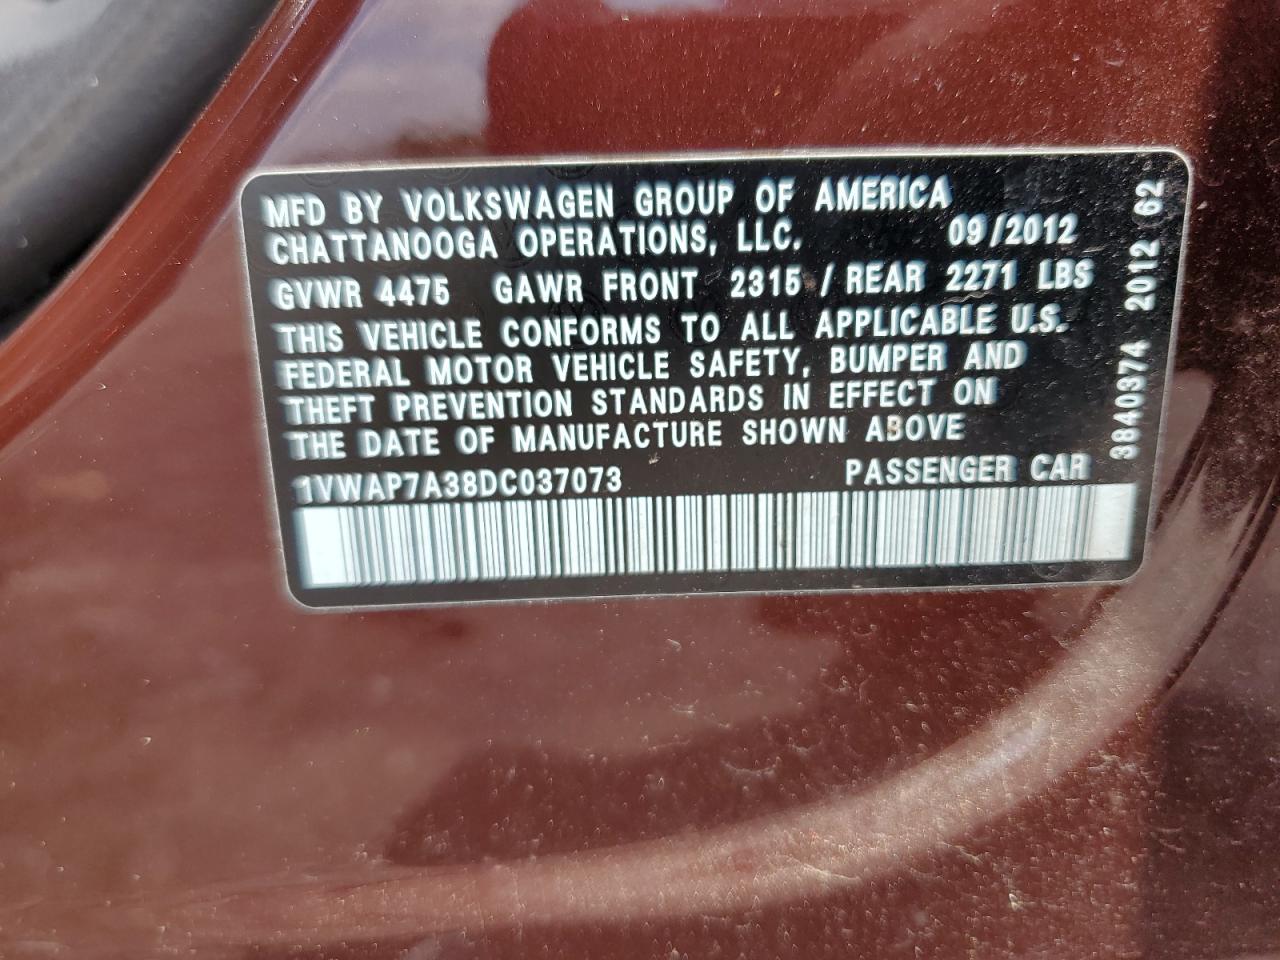 MFD BY VOLKSWAGEN GROUP OF AMERICA
CHATTANOOGA OPERATIONS, LLC. 09/2012
GVWR 4475 GAWR FRONT 2315 / REAR 2271 LBS
THIS VEHICLE CONFORMS TO ALL APPLICABLE U.S.
FEDERAL MOTOR VEHICLE SAFETY, BUMPER AND
THEFT PREVENTION STANDARDS IN EFFECT ON
THE DATE OF MANUFACTURE SHOWN ABOVE
1VWAP7A38DC037073 PASSENGER CAR
3840374 2012 62